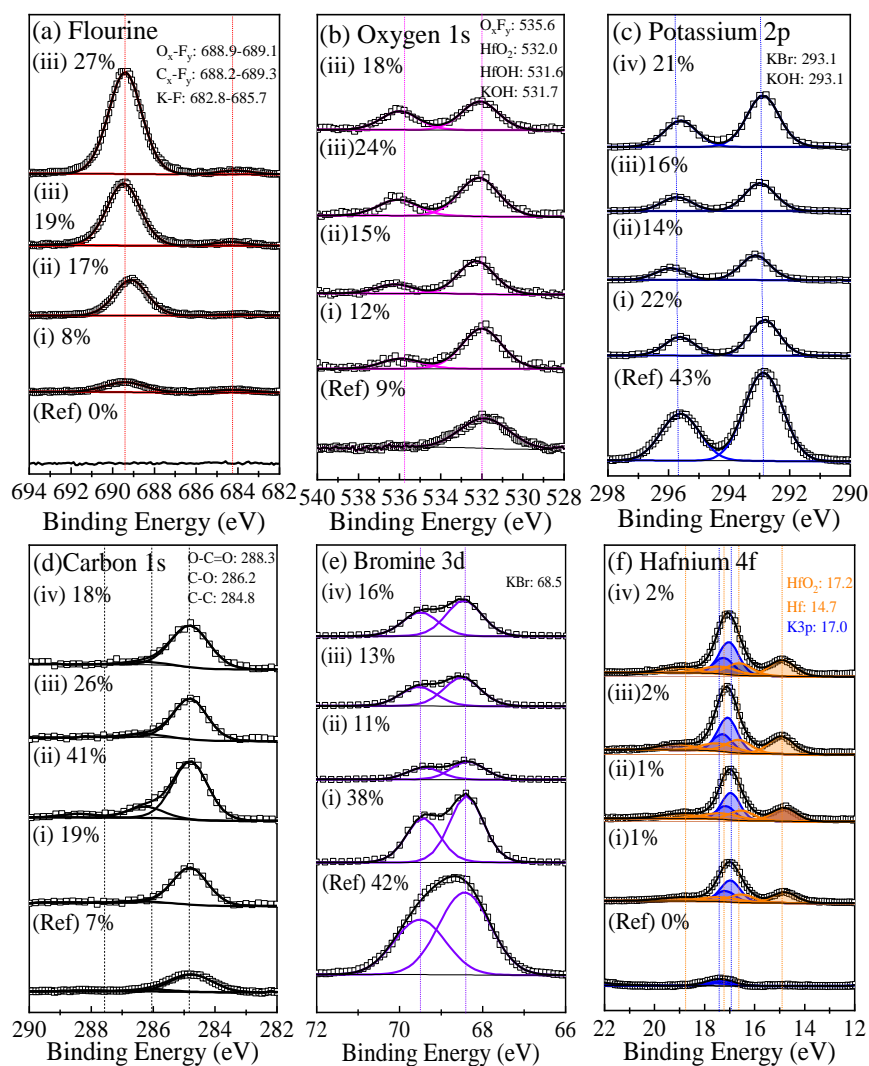 (a) Flourine
Oₓ-Fᵧ: 688.9-689.1
(iii) 27%
Cₓ-Fᵧ: 688.2-689.3
K-F: 682.8-685.7
(iii)
19%
(ii) 17%
(i) 8%
(Ref) 0%
694 692 690 688 686 684 682
Binding Energy (eV)
(b) Oxygen 1s
OₓFᵧ: 535.6
HfO₂: 532.0
HfOH: 531.6
KOH: 531.7
(iii) 18%
(iii)24%
(ii)15%
(i) 12%
(Ref) 9%
540 538 536 534 532 530 528
Binding Energy (eV)
(c) Potassium 2p
(iv) 21%
KBr: 293.1
KOH: 293.1
(iii)16%
(ii)14%
(i) 22%
(Ref) 43%
298 296 294 292 290
Binding Energy (eV)
(d)Carbon 1s
O-C=O: 288.3
C-O: 286.2
C-C: 284.8
(iv) 18%
(iii) 26%
(ii) 41%
(i) 19%
(Ref) 7%
290 288 286 284 282
Binding Energy (eV)
(e) Bromine 3d
KBr: 68.5
(iv) 16%
(iii) 13%
(ii) 11%
(i) 38%
(Ref) 42%
72 70 68 66
Binding Energy (eV)
(f) Hafnium 4f
HfO₂: 17.2
Hf: 14.7
K3p: 17.0
(iv) 2%
(iii)2%
(ii)1%
(i)1%
(Ref) 0%
22 20 18 16 14 12
Binding Energy (eV)